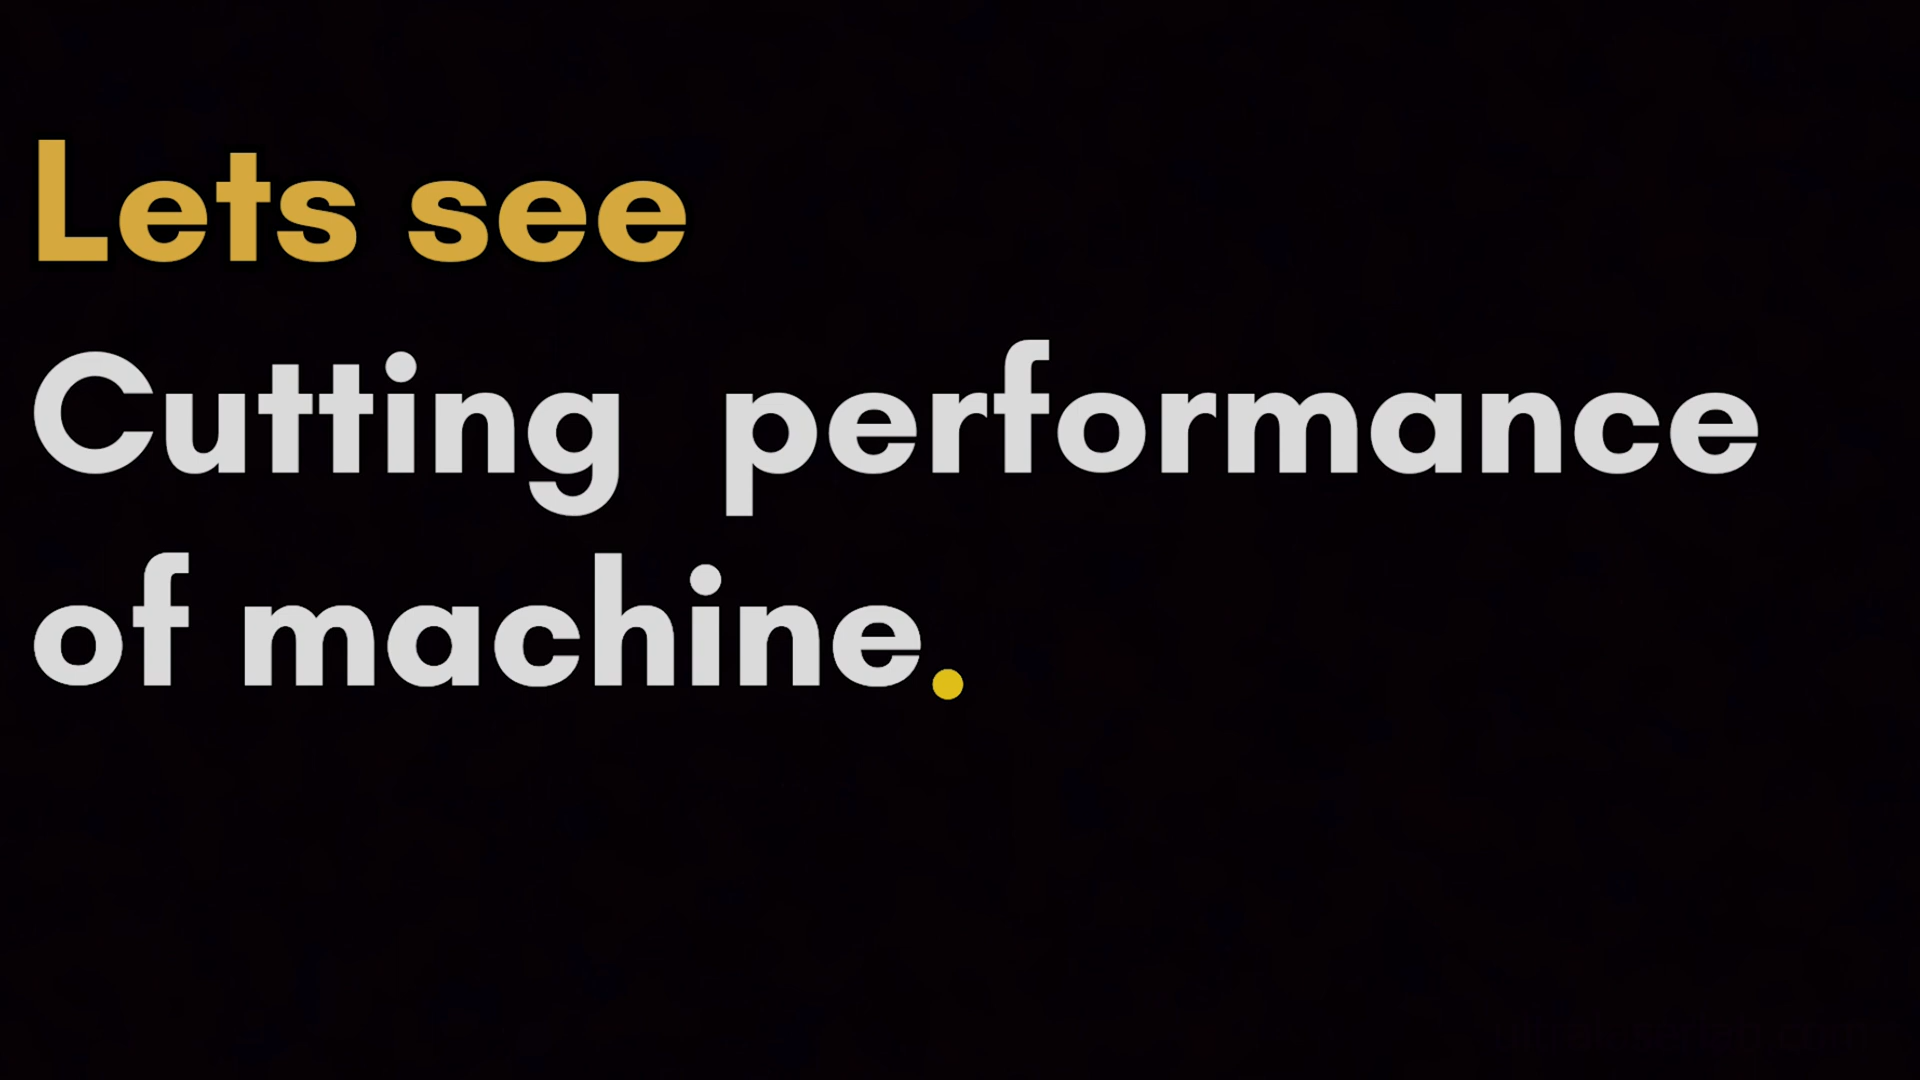 Lets see
Cutting  performance
of machine.